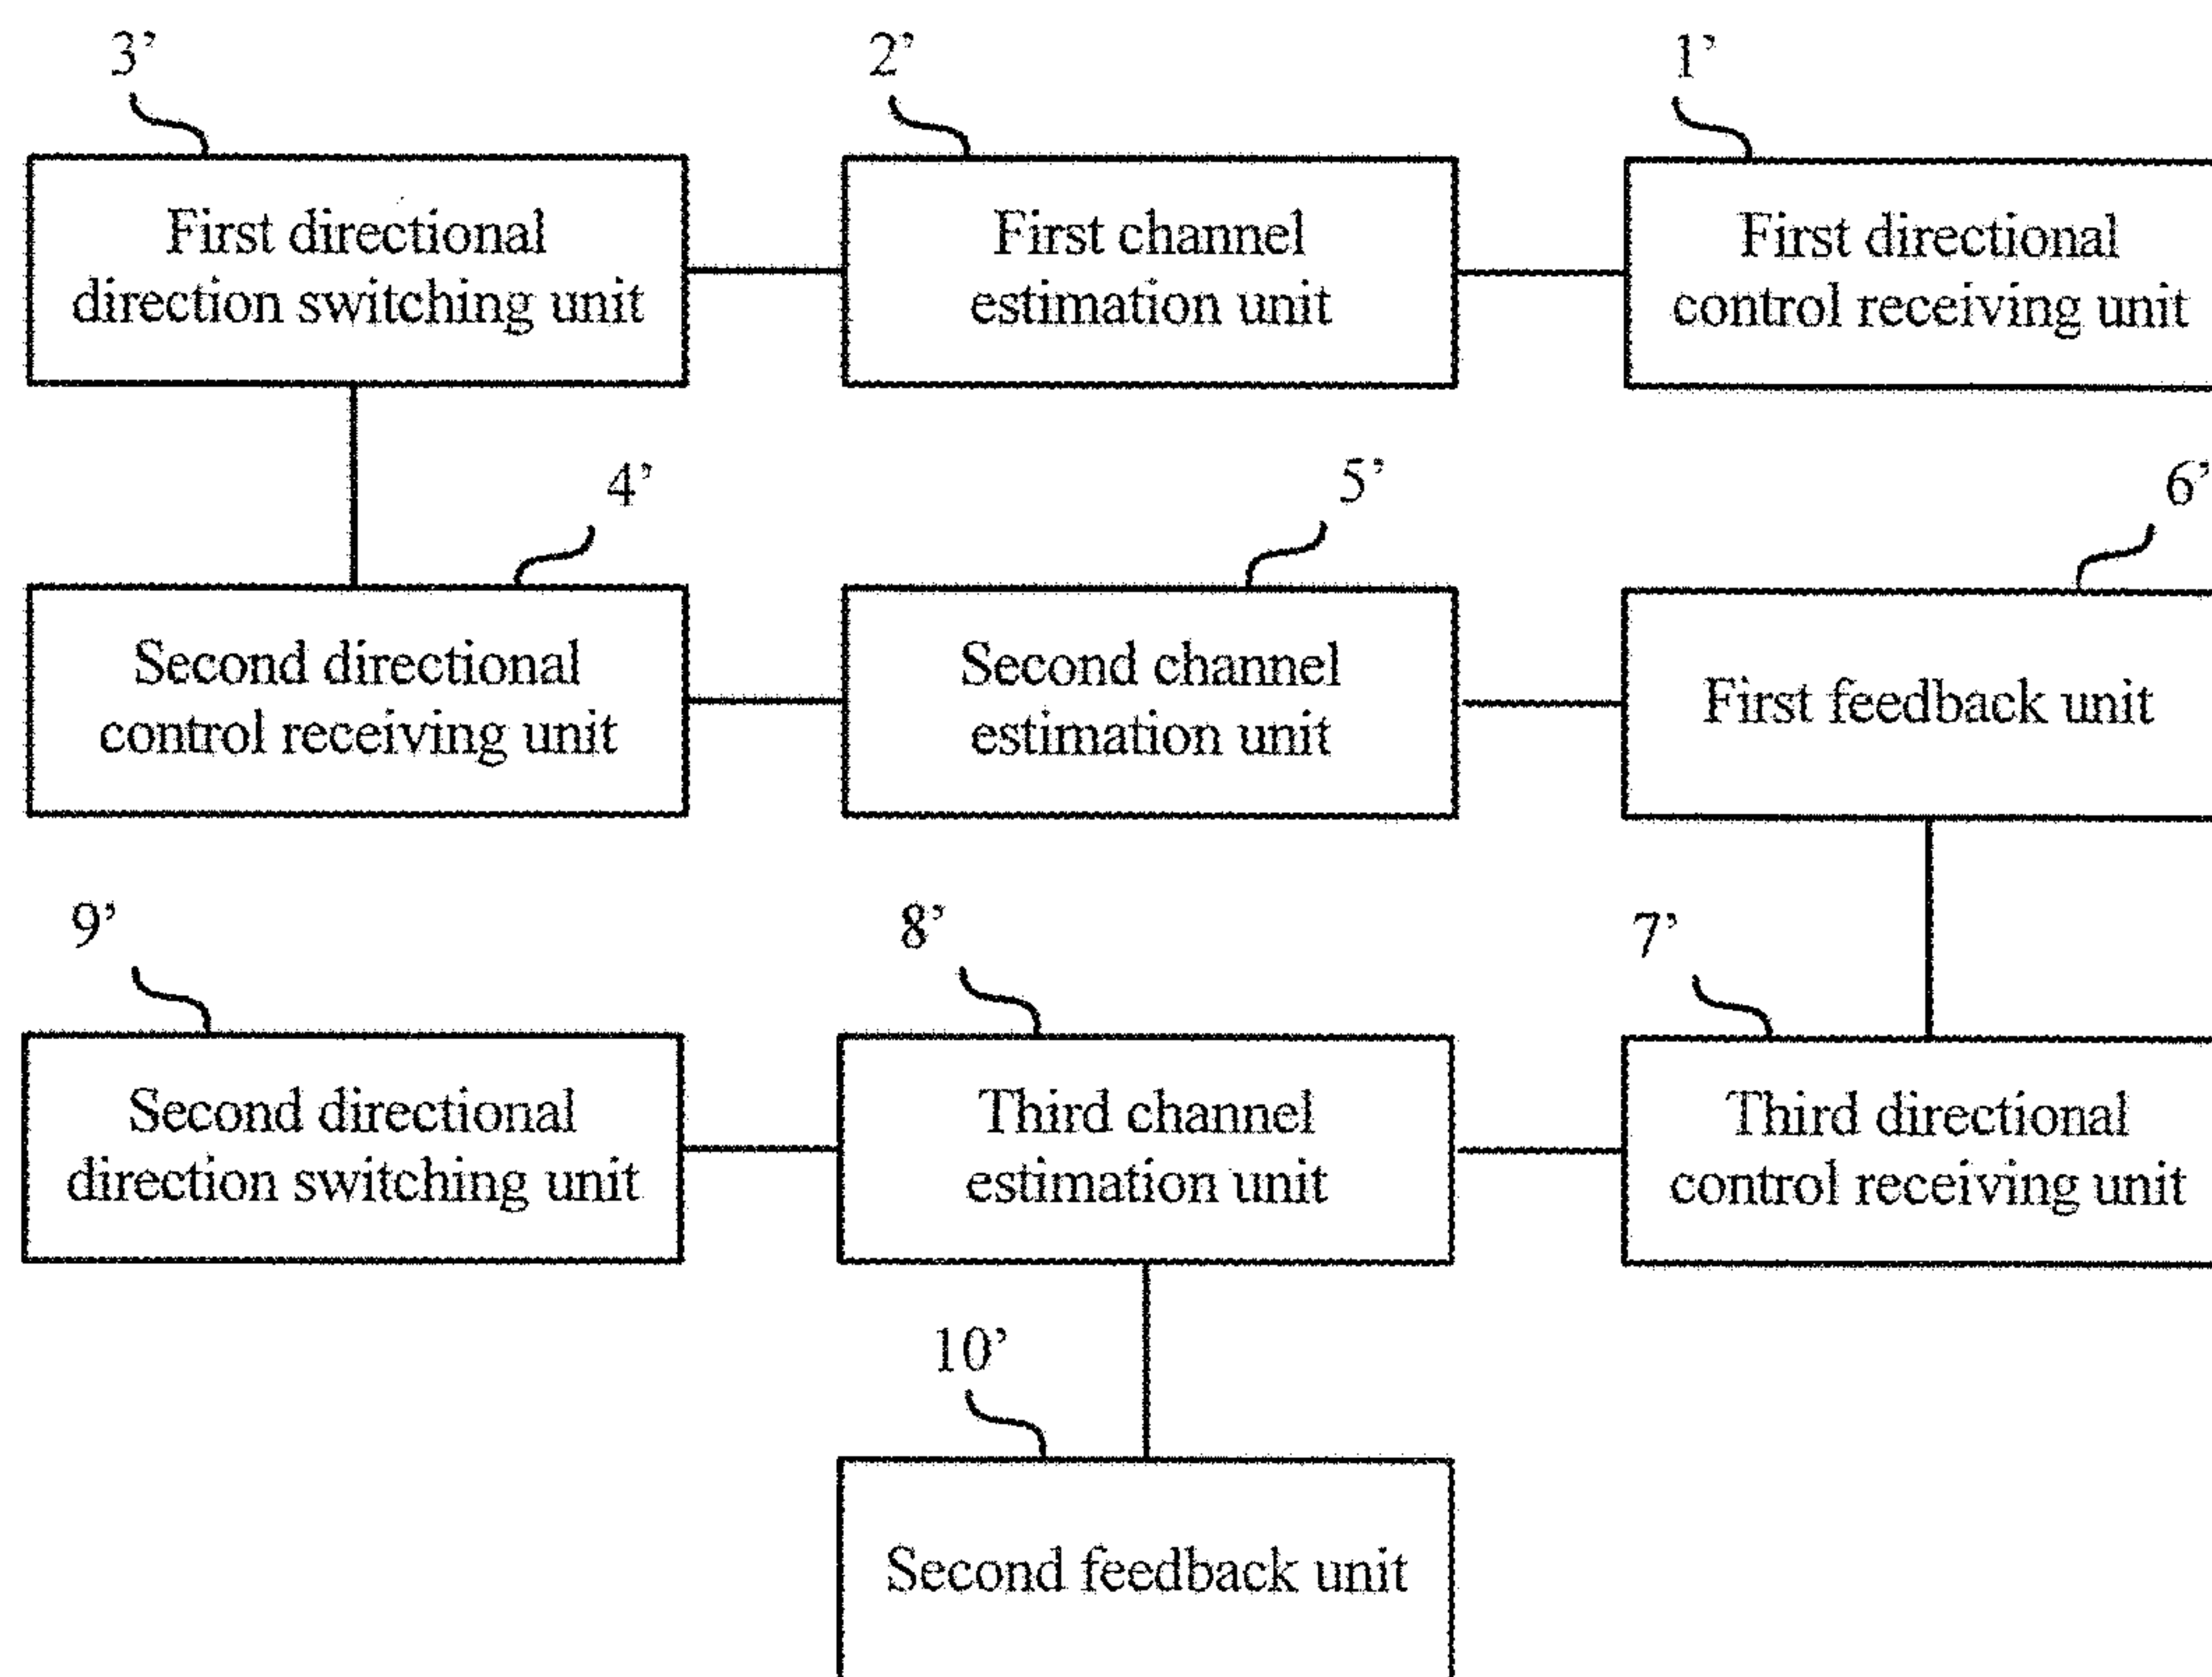 3’
2’
1’
First directional
direction switching unit
First channel
estimation unit
First directional
control receiving unit
4’
5’
6’
Second directional
control receiving unit
Second channel
estimation unit
First feedback unit
9’
8’
7’
Second directional
direction switching unit
Third channel
estimation unit
Third directional
control receiving unit
10’
Second feedback unit